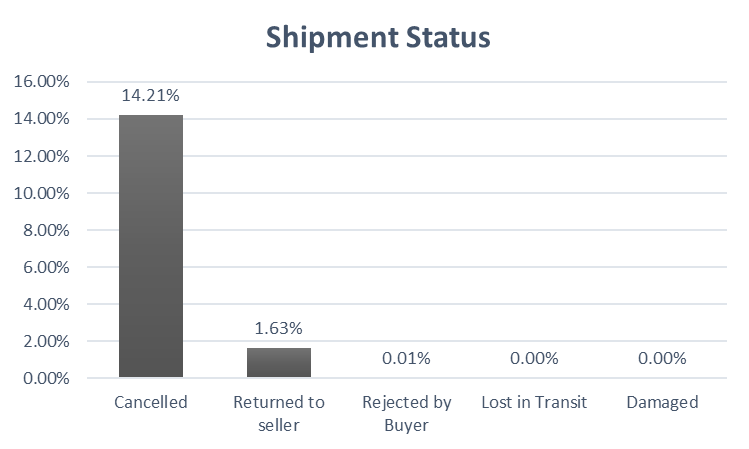 Shipment Status
16.00%
14.00%
12.00%
10.00%
8.00%
6.00%
4.00%
2.00%
0.00%
14.21%
1.63%
0.01%
0.00%
0.00%
Cancelled
Returned to
seller
Rejected by
Buyer
Lost in Transit
Damaged